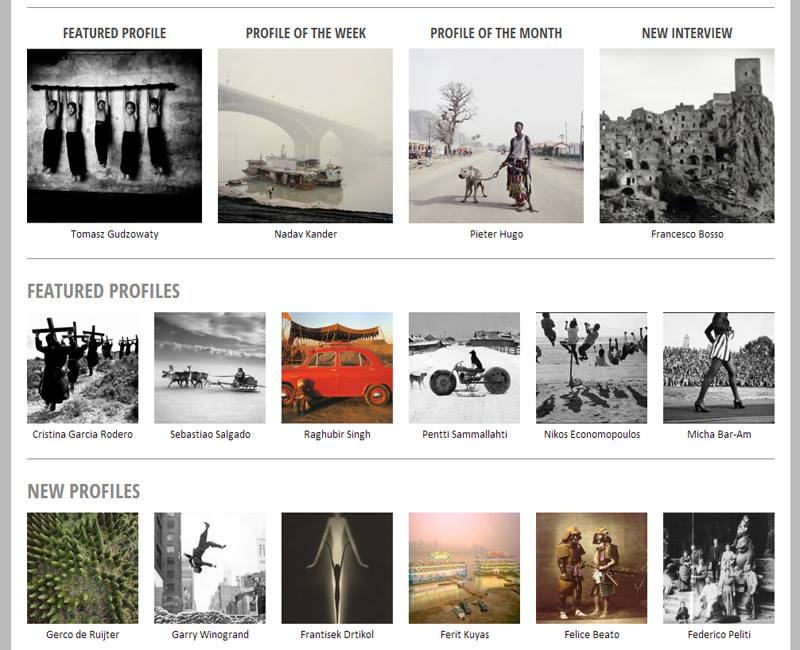 FEATURED PROFILE
PROFILE OF THE WEEK
PROFILE OF THE MONTH
NEW INTERVIEW
Tomasz Gudzowaty
Nadav Kander
Pieter Hugo
Francesco Bosso
FEATURED PROFILES
Cristina Garcia Rodero
Sebastiao Salgado
Raghubir Singh
Pentti Sammallahti
Nikos Economopoulos
Micha Bar-Am
NEW PROFILES
Gerco de Ruijter
Garry Winogrand
Frantisek Drtikol
Ferit Kuyas
Felice Beato
Federico Peliti